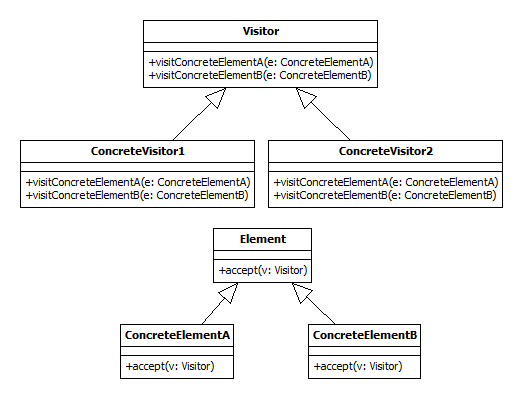 Visitor
+visitConcreteElementA(e: ConcreteElementA)
+visitConcreteElementB(e: ConcreteElementB)
ConcreteVisitor1
+visitConcreteElementA(e: ConcreteElementA)
+visitConcreteElementB(e: ConcreteElementB)
ConcreteVisitor2
+visitConcreteElementA(e: ConcreteElementA)
+visitConcreteElementB(e: ConcreteElementB)
Element
+accept(v: Visitor)
ConcreteElementA
+accept(v: Visitor)
ConcreteElementB
+accept(v: Visitor)